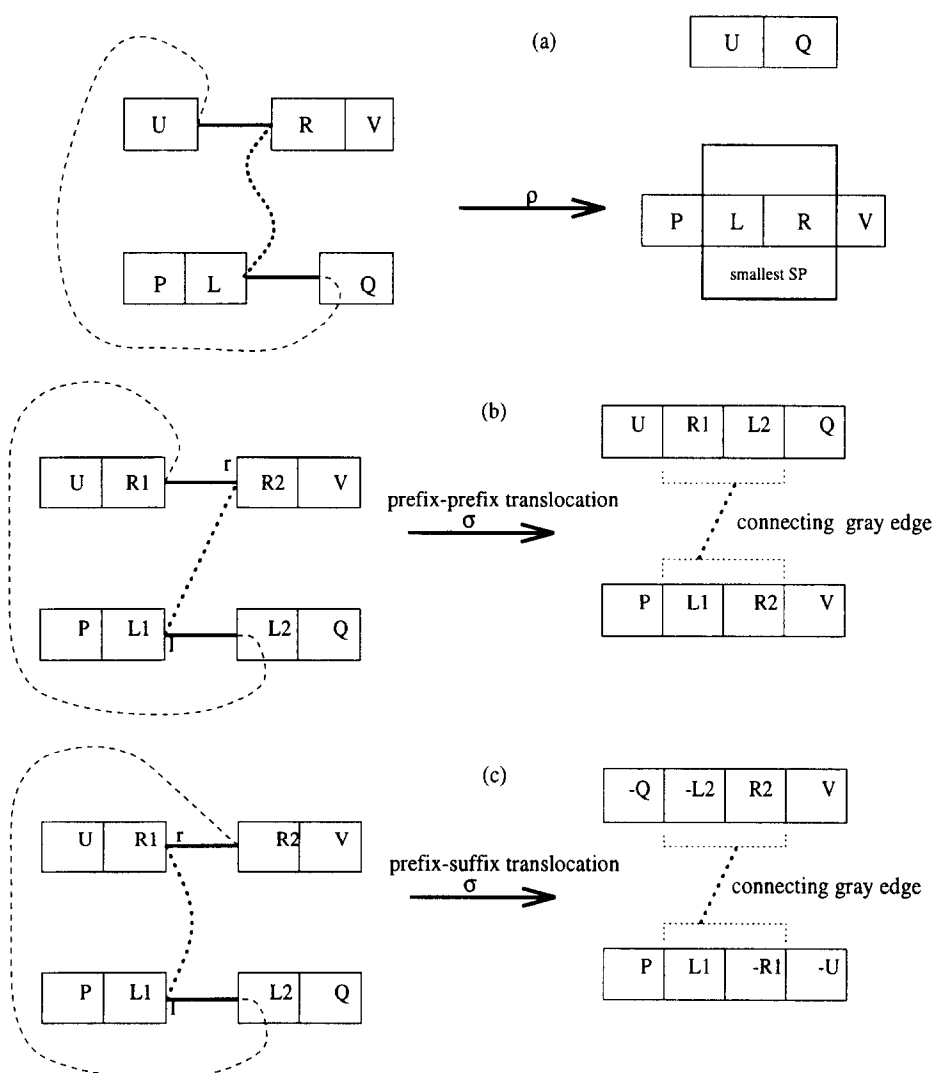 (a)
U Q
U R V
ρ
P L R V
P L Q
smallest SP
(b)
U R1 L2 Q
r
U R1 R2 V
prefix-prefix translocation
σ
connecting gray edge
P L1 L2 Q
P L1 R2 V
l
(c)
-Q -L2 R2 V
U R1 r R2 V
prefix-suffix translocation
σ
connecting gray edge
P L1 -R1 -U
P L1 L2 Q
l